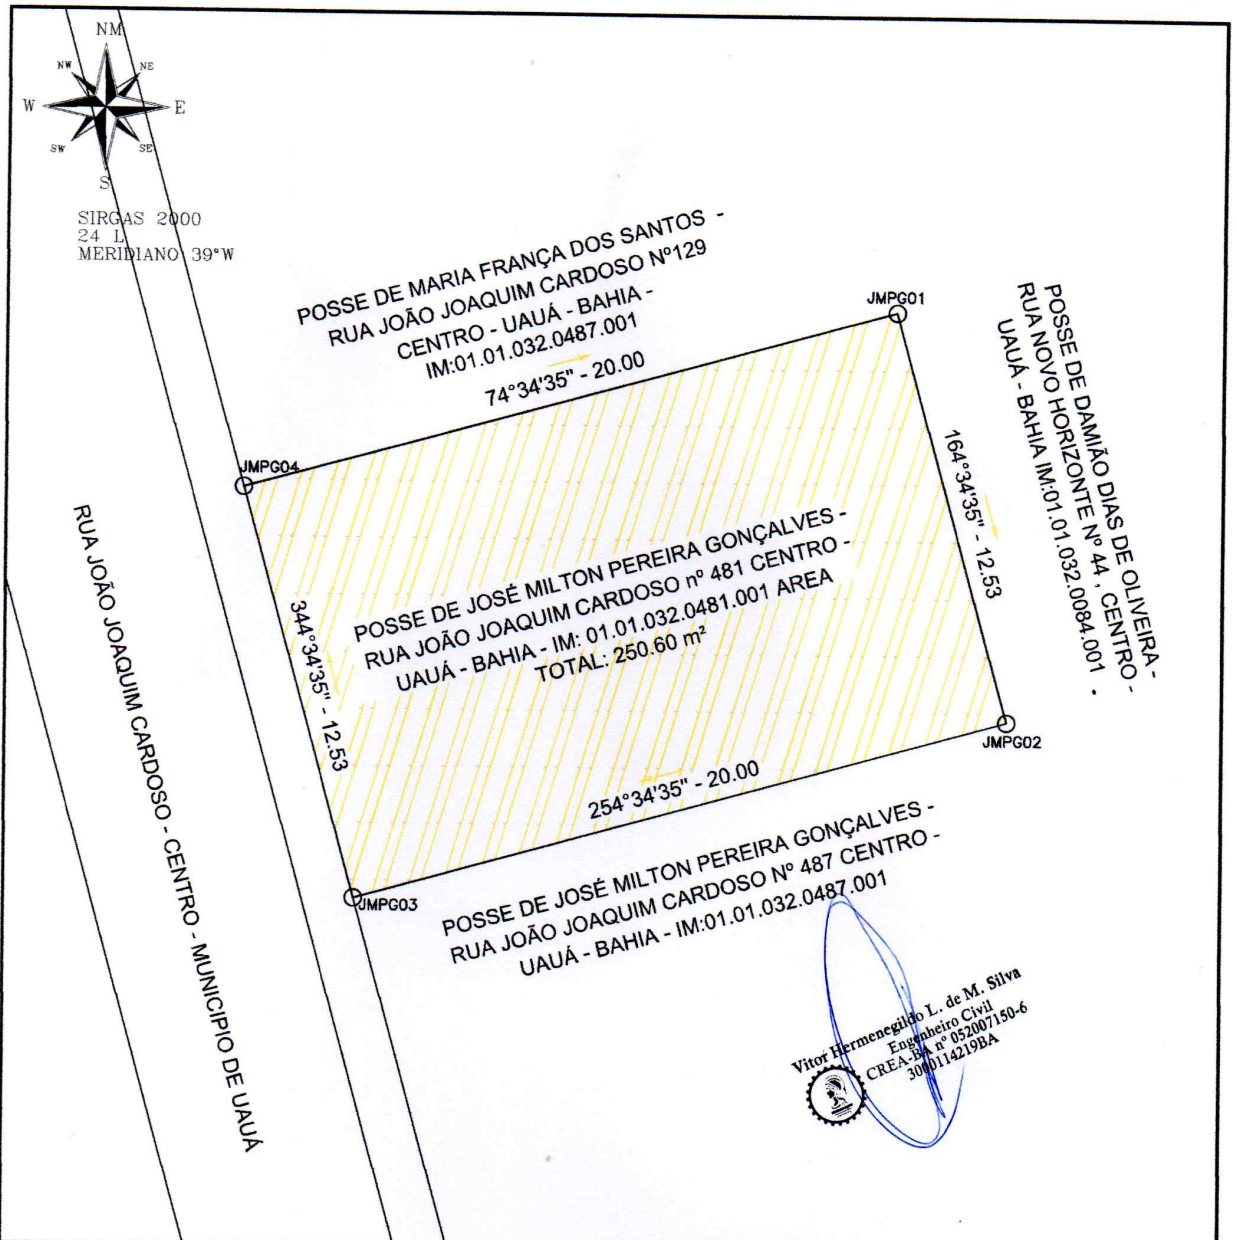 NM
NW
NE
W
E
SW
SE
S
SIRGAS 2000
24 L
MERIDIANO 39°W
POSSE DE MARIA FRANÇA DOS SANTOS -
RUA JOÃO JOAQUIM CARDOSO Nº129
CENTRO - UAUÁ - BAHIA -
IM:01.01.032.0487.001
74°34'35" - 20.00
JMPG01
POSSE DE DAMIÃO DIAS DE OLIVEIRA -
RUA NOVO HORIZONTE Nº 44 , CENTRO -
UAUÁ - BAHIA IM:01.01.032.0084.001 -
164°34'35" - 12.53
JMPG04
RUA JOÃO JOAQUIM CARDOSO - CENTRO - MUNICIPIO DE UAUÁ
344°34'35" - 12.53
POSSE DE JOSÉ MILTON PEREIRA GONÇALVES -
RUA JOÃO JOAQUIM CARDOSO nº 481 CENTRO -
UAUÁ - BAHIA - IM: 01.01.032.0481.001 AREA
TOTAL: 250.60 m²
JMPG02
254°34'35" - 20.00
JMPG03
POSSE DE JOSÉ MILTON PEREIRA GONÇALVES -
RUA JOÃO JOAQUIM CARDOSO Nº 487 CENTRO -
UAUÁ - BAHIA - IM:01.01.032.0487.001
Vitor Hermenegildo L. de M. Silva
Engenheiro Civil
CREA-BA nº 052007150-6
3000114219BA